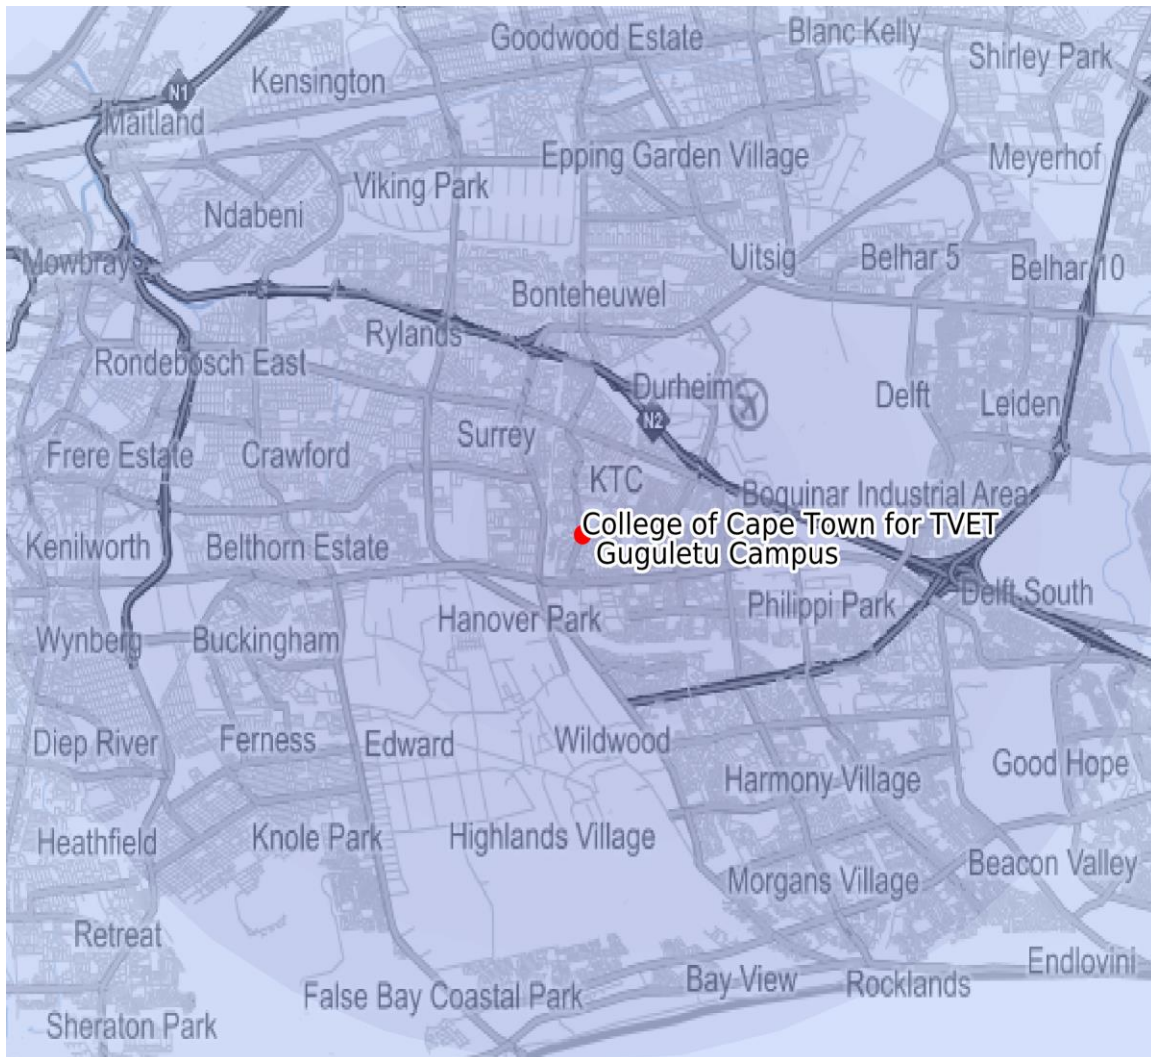 Goodwood Estate
Blanc Kelly
Shirley Park
Kensington
N1
Maitland
Epping Garden Village
Meyerhof
Viking Park
Ndabeni
Mowbray
Uitsig
Belhar 5
Belhar 10
Bonteheuwel
Rylands
Rondebosch East
Durheim
Delft
Leiden
N2
Surrey
Frere Estate
Crawford
KTC
Boquinar Industrial Area
College of Cape Town for TVET
Guguletu Campus
Kenilworth
Belthorn Estate
Delft South
Philippi Park
Hanover Park
Wynberg
Buckingham
Diep River
Ferness
Edward
Wildwood
Good Hope
Harmony Village
Heathfield
Knole Park
Highlands Village
Beacon Valley
Morgans Village
Retreat
Endlovini
Bay View
Rocklands
False Bay Coastal Park
Sheraton Park